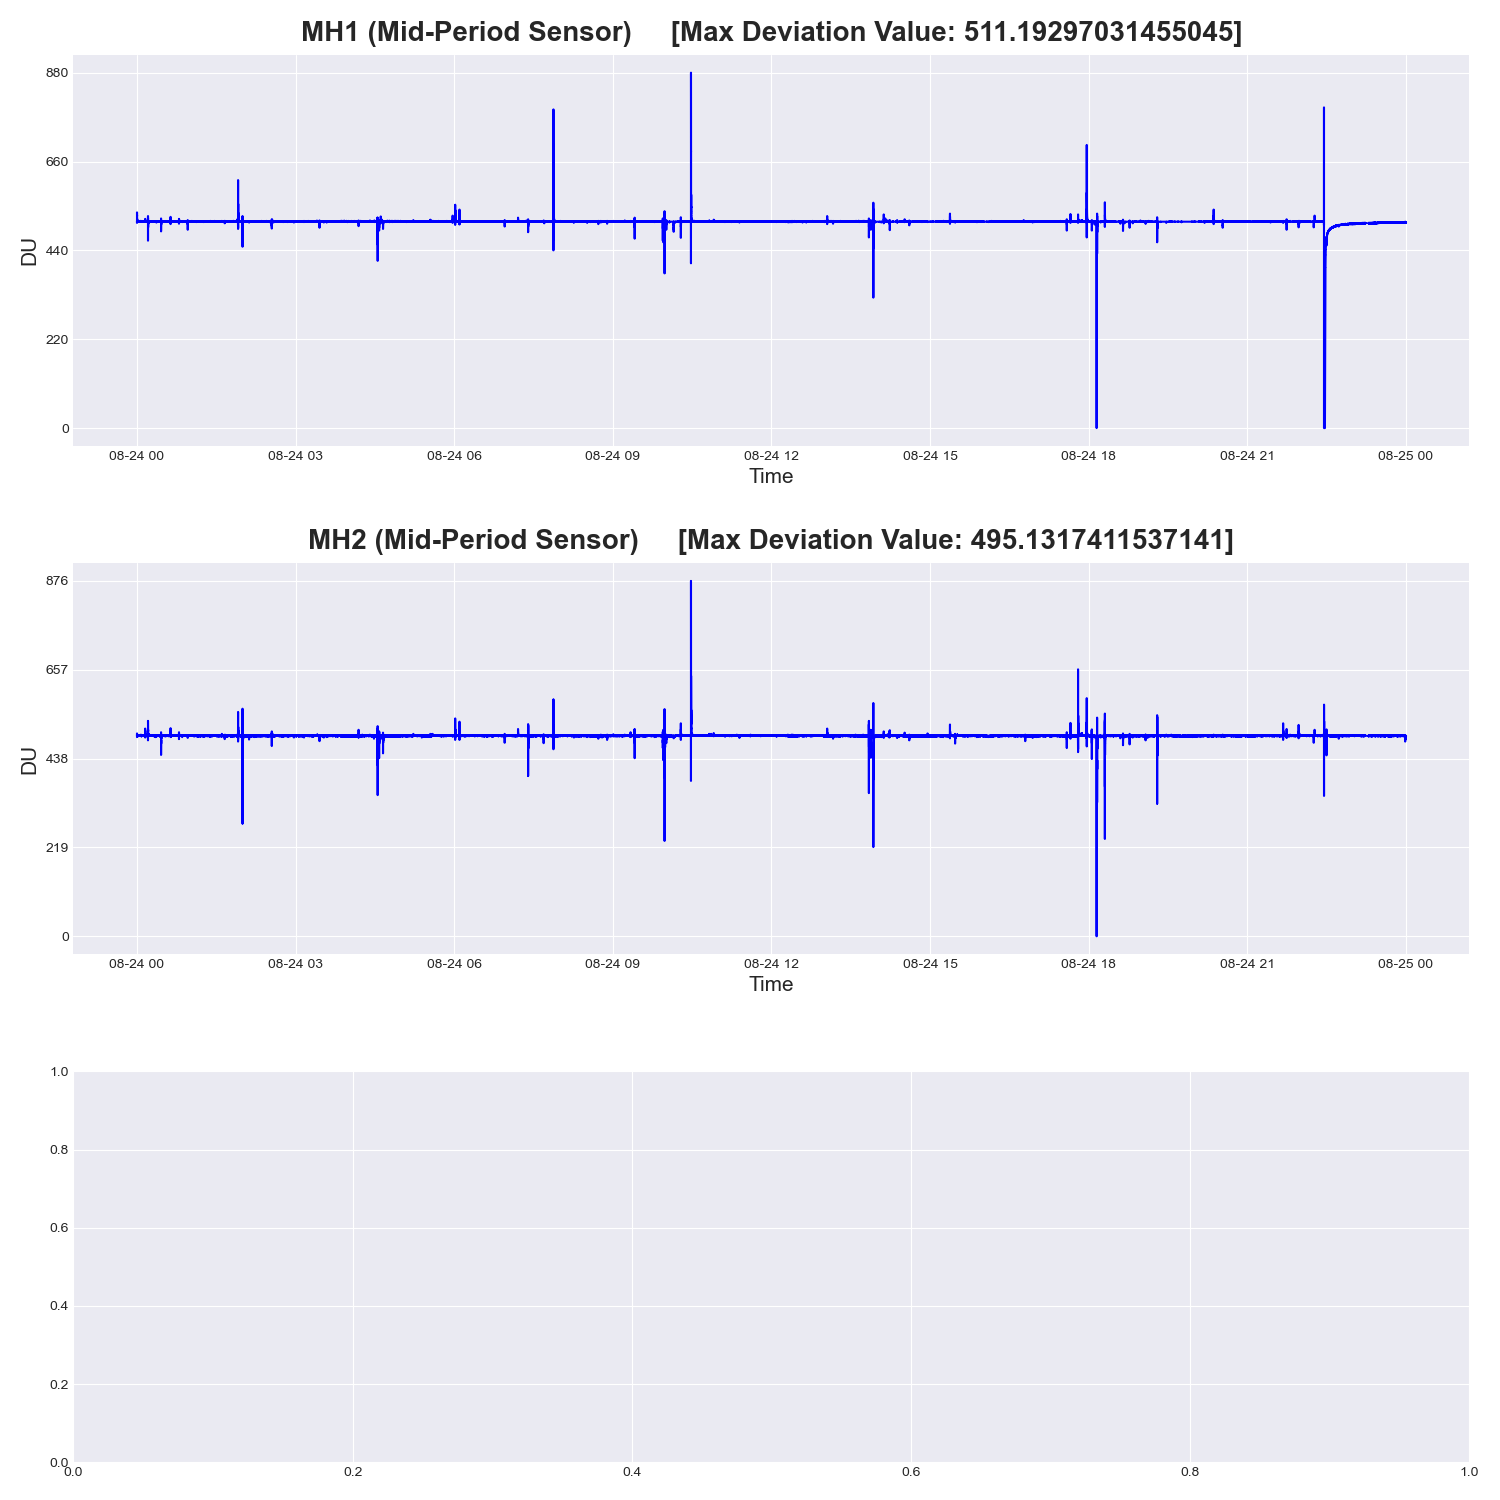 MH1 (Mid-Period Sensor) [Max Deviation Value: 511.19297031455045]
880
660
440
220
0
DU
08-24 00 08-24 03 08-24 06 08-24 09 08-24 12 08-24 15 08-24 18 08-24 21 08-25 00
Time
MH2 (Mid-Period Sensor) [Max Deviation Value: 495.1317411537141]
876
657
438
219
0
DU
08-24 00 08-24 03 08-24 06 08-24 09 08-24 12 08-24 15 08-24 18 08-24 21 08-25 00
Time
1.0
0.8
0.6
0.4
0.2
0.0
0.0 0.2 0.4 0.6 0.8 1.0